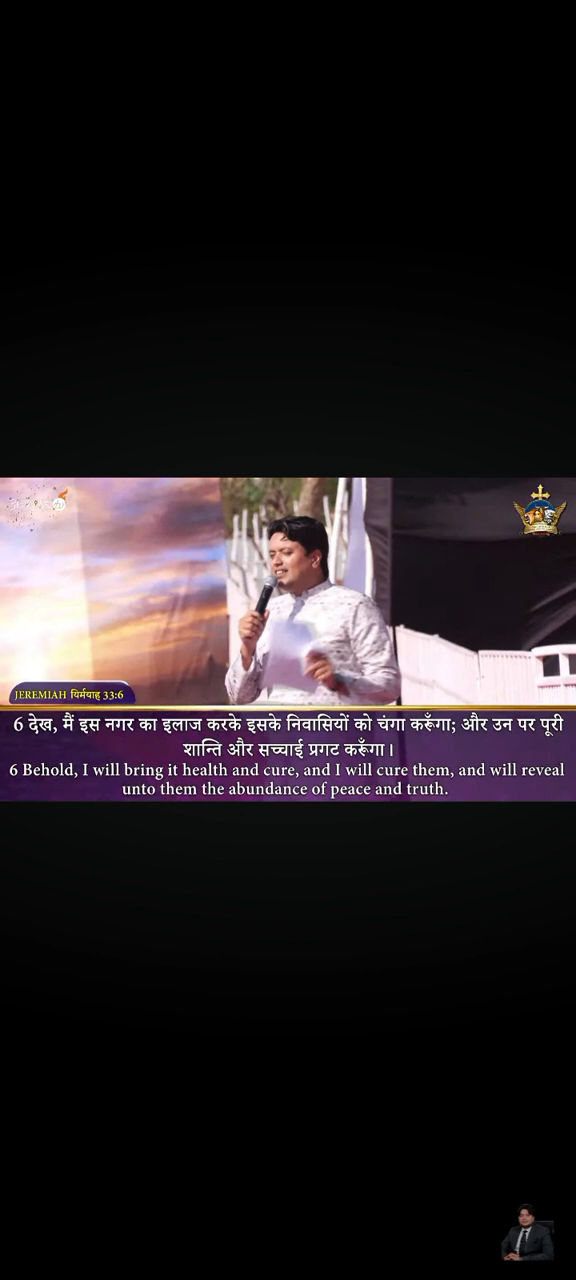 JEREMIAH यिर्मयाह 33:6
6 देख, मैं इस नगर का इलाज करके इसके निवासियों को चंगा करूँगा; और उन पर पूरी
शान्ति और सच्चाई प्रगट करूँगा।
6 Behold, I will bring it health and cure, and I will cure them, and will reveal
unto them the abundance of peace and truth.